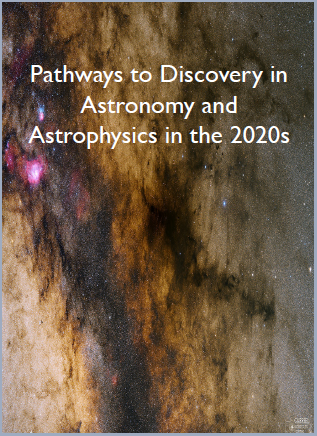 Pathways to Discovery in
Astronomy and
Astrophysics in the 2020s